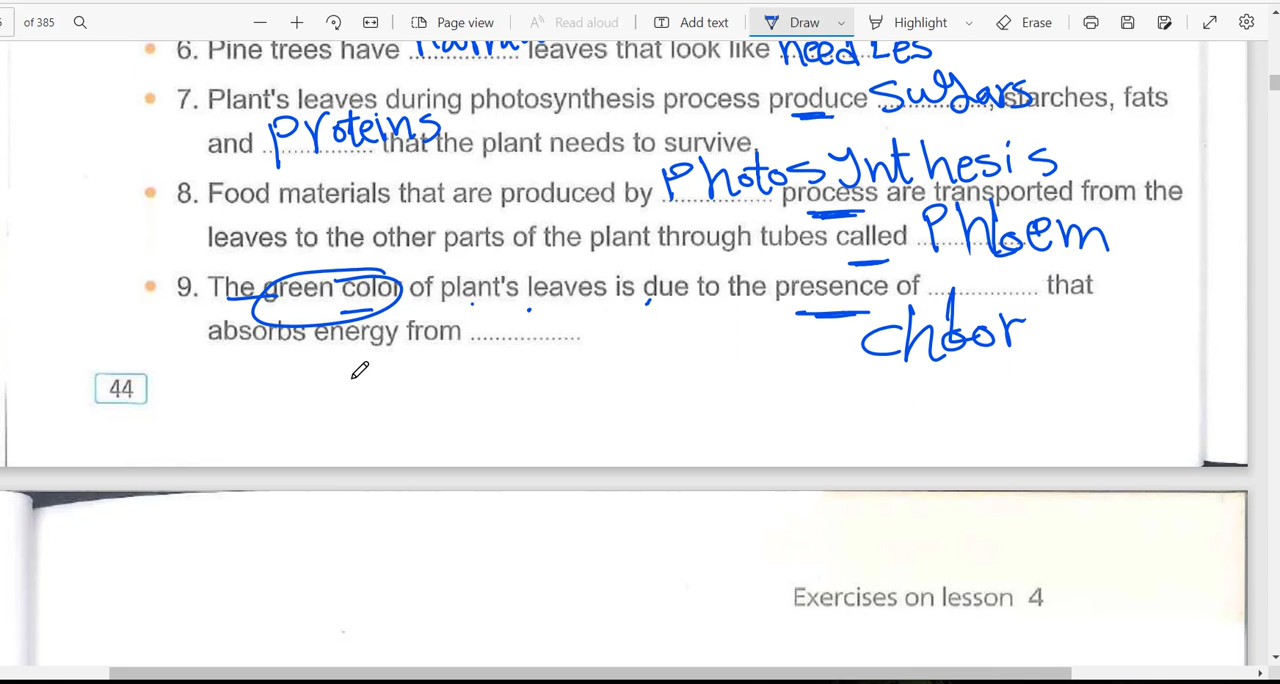 of 385 Page view Read aloud Add text Draw Highlight Erase
6. Pine trees have .............. leaves that look like needles
7. Plant's leaves during photosynthesis process produce sugars, starches, fats
and proteins that the plant needs to survive.
8. Food materials that are produced by Photosynthesis process are transported from the
leaves to the other parts of the plant through tubes called Phloem
9. The green color of plant's leaves is due to the presence of .............. that
chloor
absorbs energy from ..................
44
Exercises on lesson 4